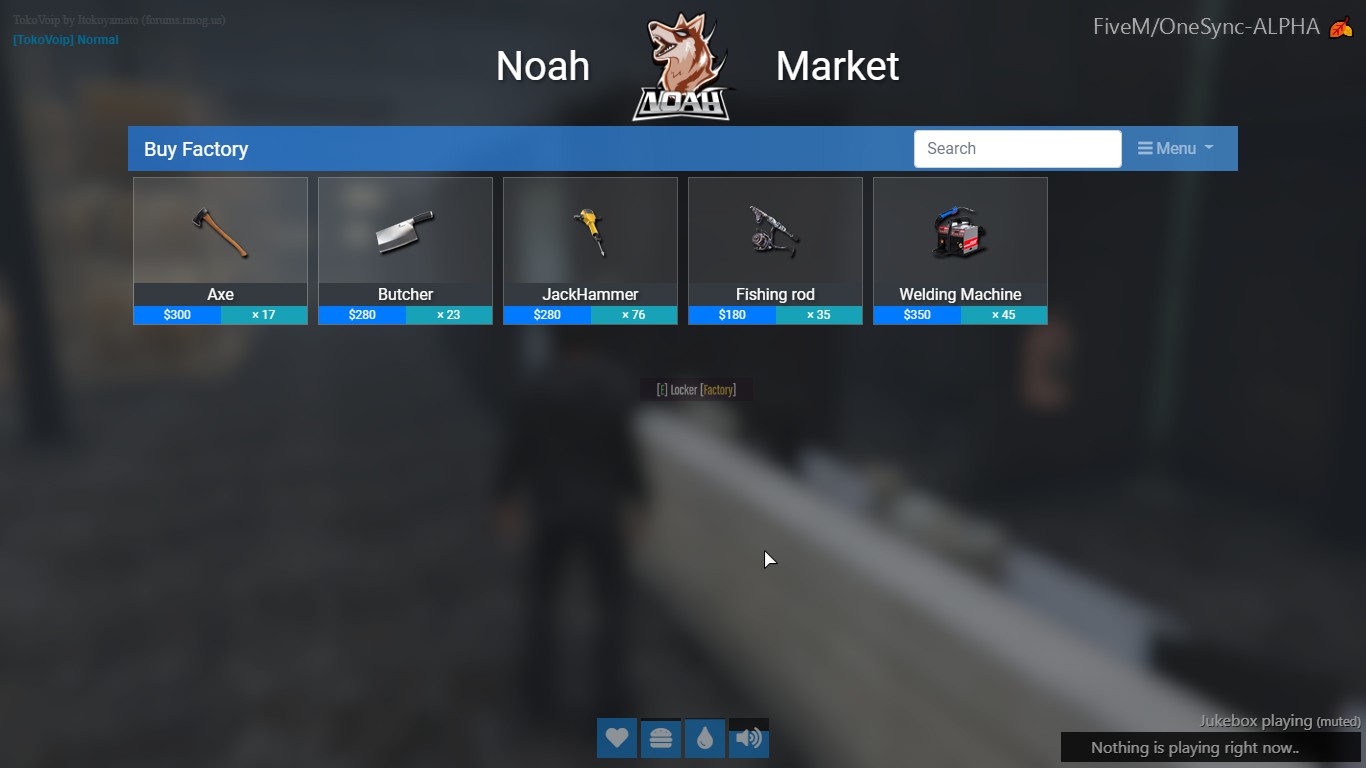 TokoVoip by Itokoyamato (forums.rmog.us)
[TokoVoip] Normal
FiveM/OneSync-ALPHA
Noah
NOAH
Market
Buy Factory
Search
Menu
Axe
Butcher
JackHammer
Fishing rod
Welding Machine
$300
× 17
$280
× 23
$280
× 76
$180
× 35
$350
× 45
[E] Locker [Factory]
Jukebox playing (muted)
Nothing is playing right now..